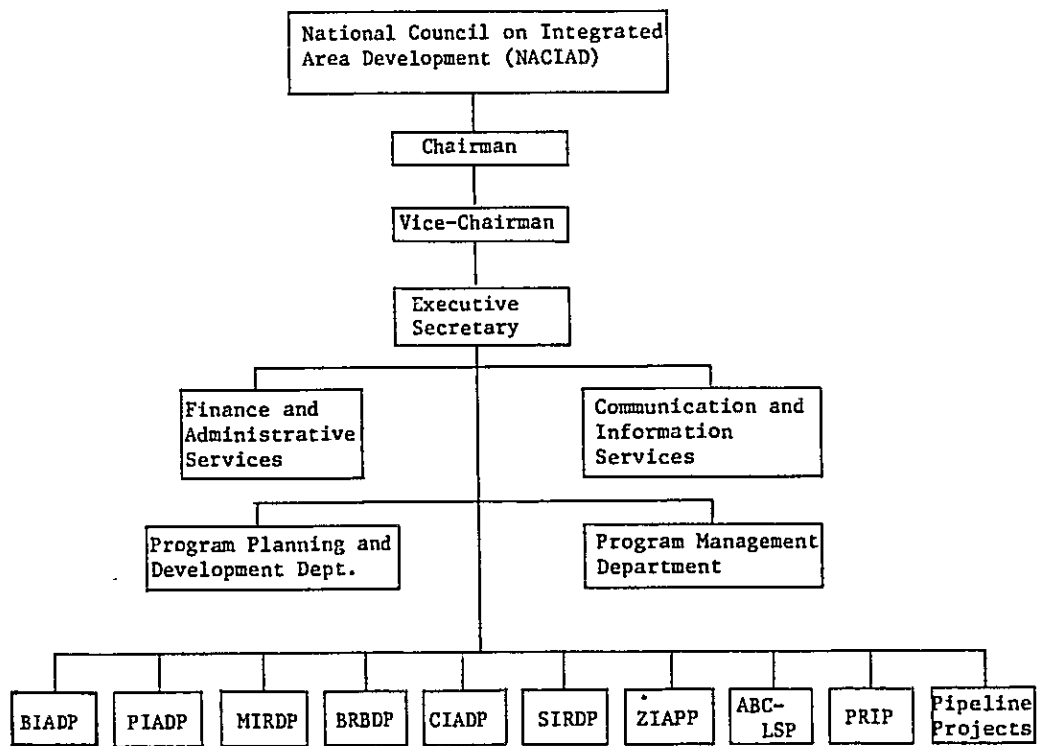 National Council on Integrated
Area Development (NACIAD)
Chairman
Vice-Chairman
Executive
Secretary
Finance and
Administrative
Services
Communication and
Information
Services
Program Planning and
Development Dept.
Program Management
Department
BIADP
PIADP
MIRDP
BRBDP
CIADP
SIRDP
ZIAPP
ABC-
LSP
PRIP
Pipeline
Projects